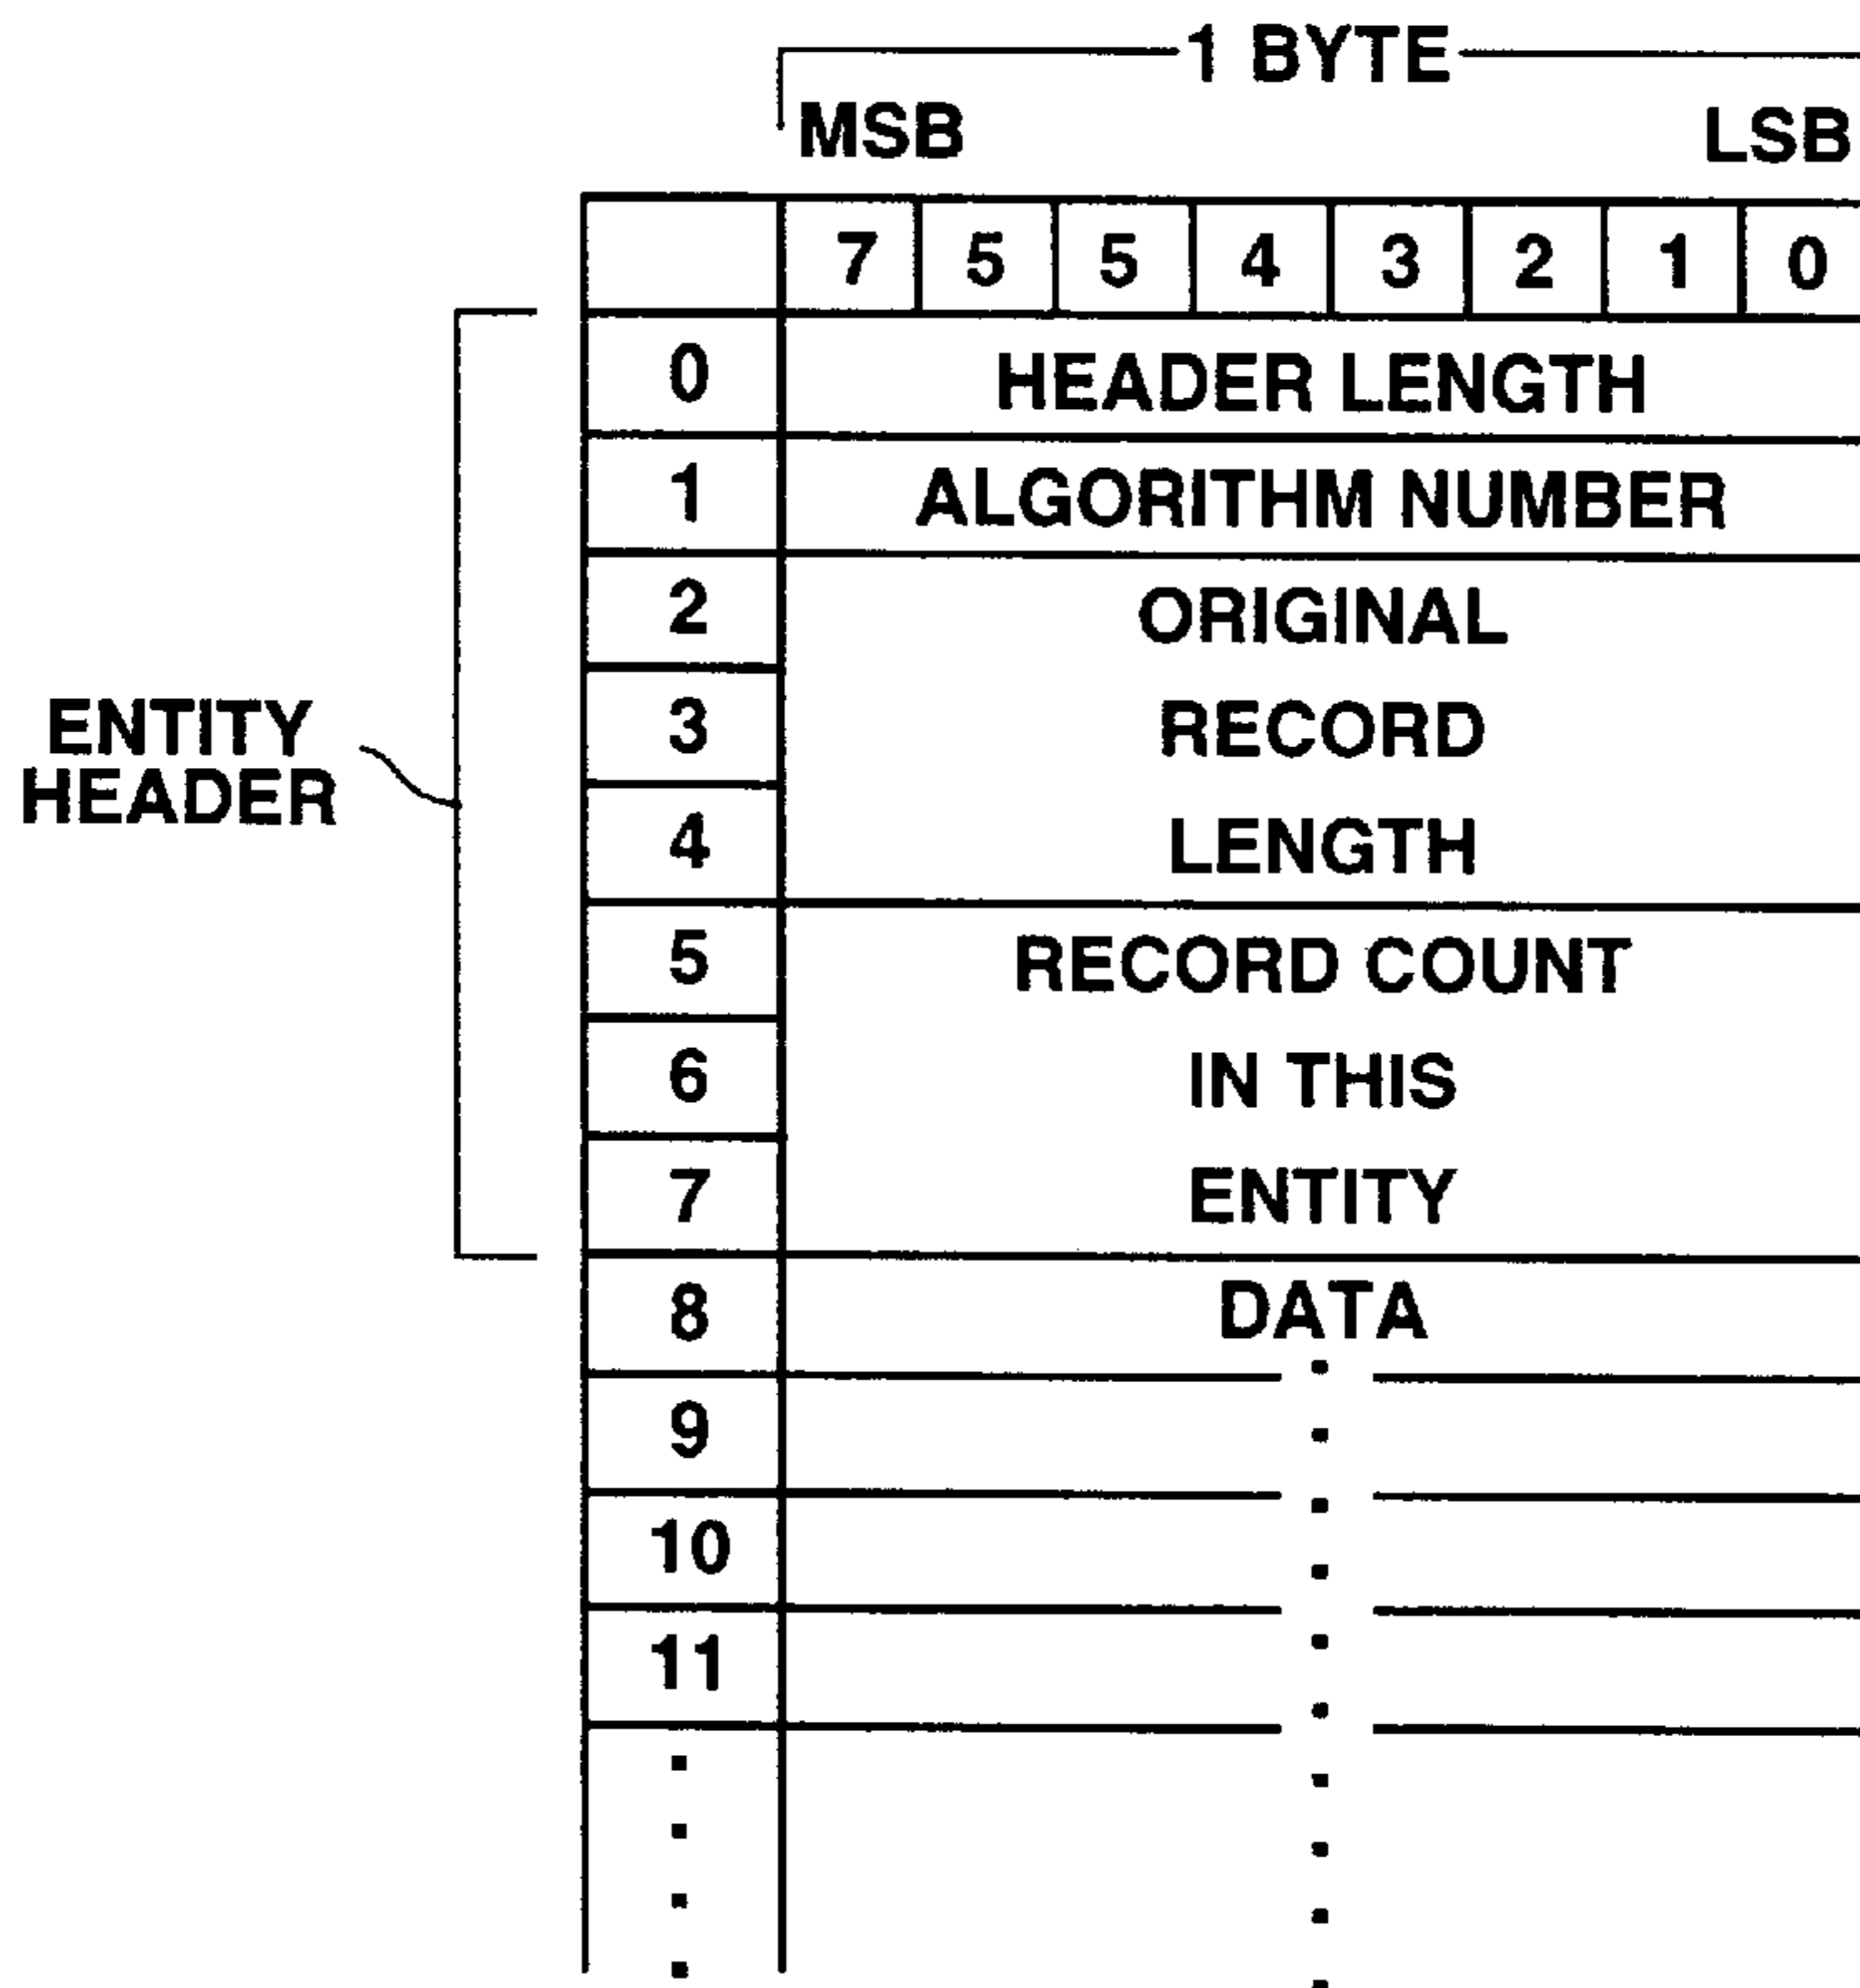 1 BYTE
MSB LSB
7 5 5 4 3 2 1 0
0 HEADER LENGTH
1 ALGORITHM NUMBER
2 ORIGINAL
3 RECORD
4 LENGTH
5 RECORD COUNT
6 IN THIS
7 ENTITY
8 DATA
9
10
11
ENTITY
HEADER